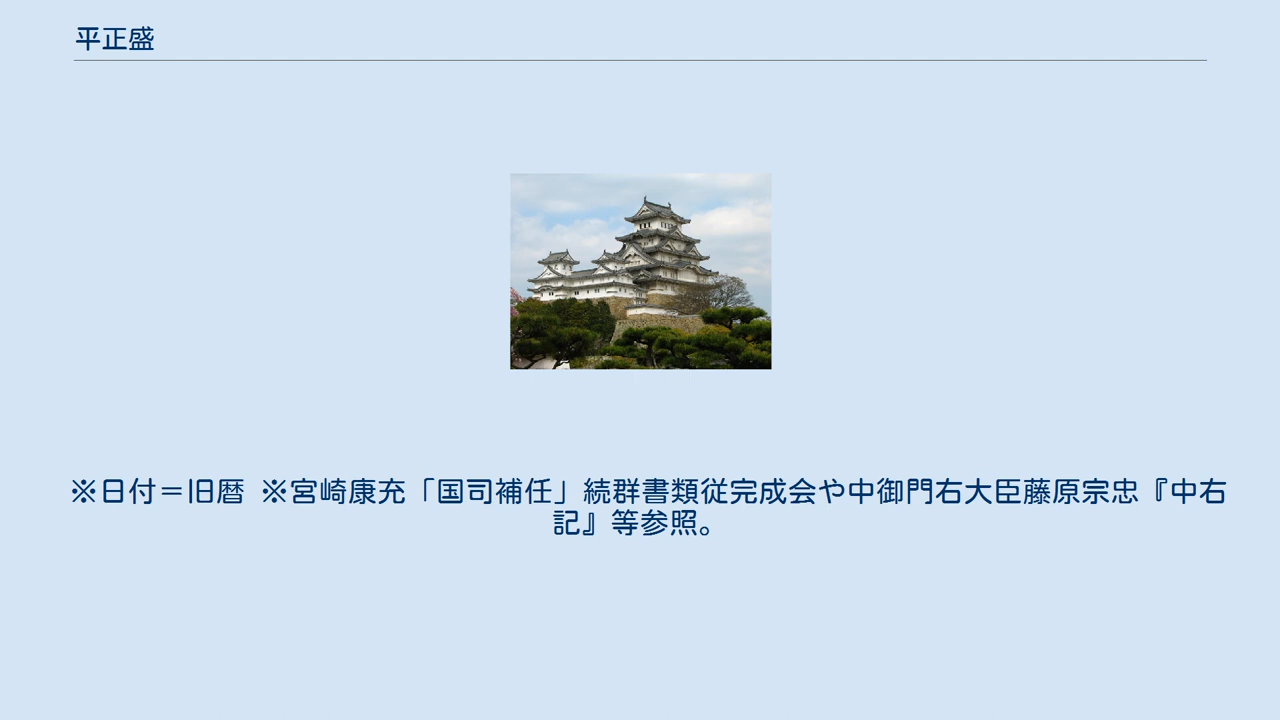 平正盛
※日付＝旧暦 ※宮崎康充「国司補任」続群書類従完成会や中御門右大臣藤原宗忠『中右
記』等参照。